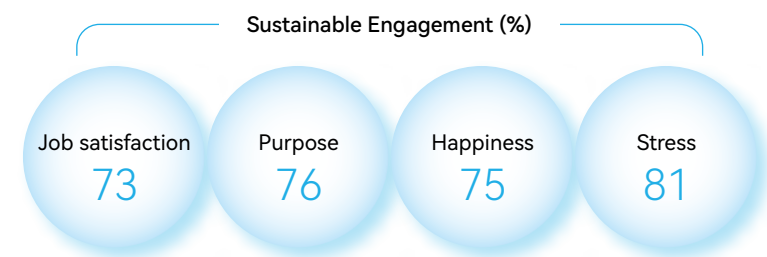 Sustainable Engagement (%)
Job satisfaction
73
Purpose
76
Happiness
75
Stress
81